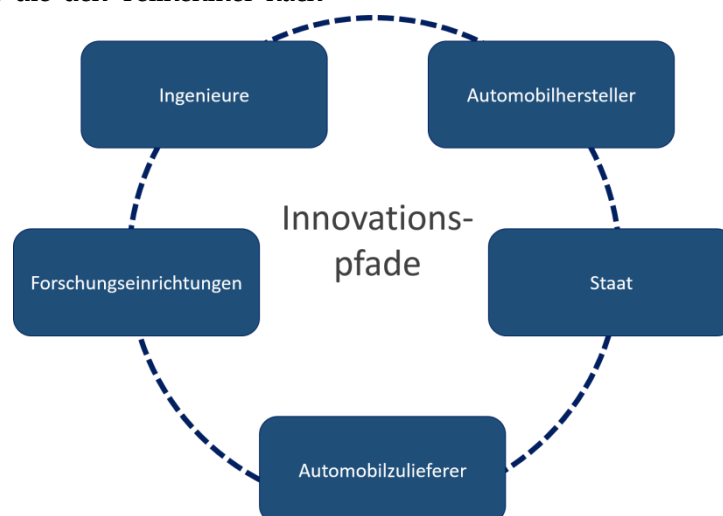 Ingenieure
Automobilhersteller
Innovations-
pfade
Forschungseinrichtungen
Staat
Automobilzulieferer